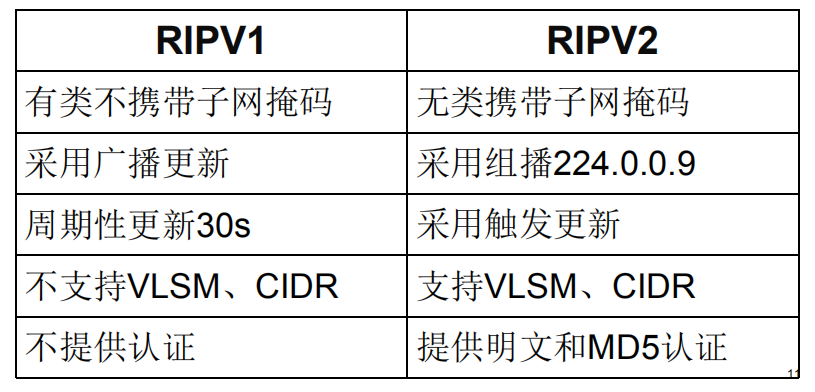 RIPV1 RIPV2
有类不携带子网掩码 无类携带子网掩码
采用广播更新 采用组播224.0.0.9
周期性更新30s 采用触发更新
不支持VLSM、CIDR 支持VLSM、CIDR
不提供认证 提供明文和MD5认证
11